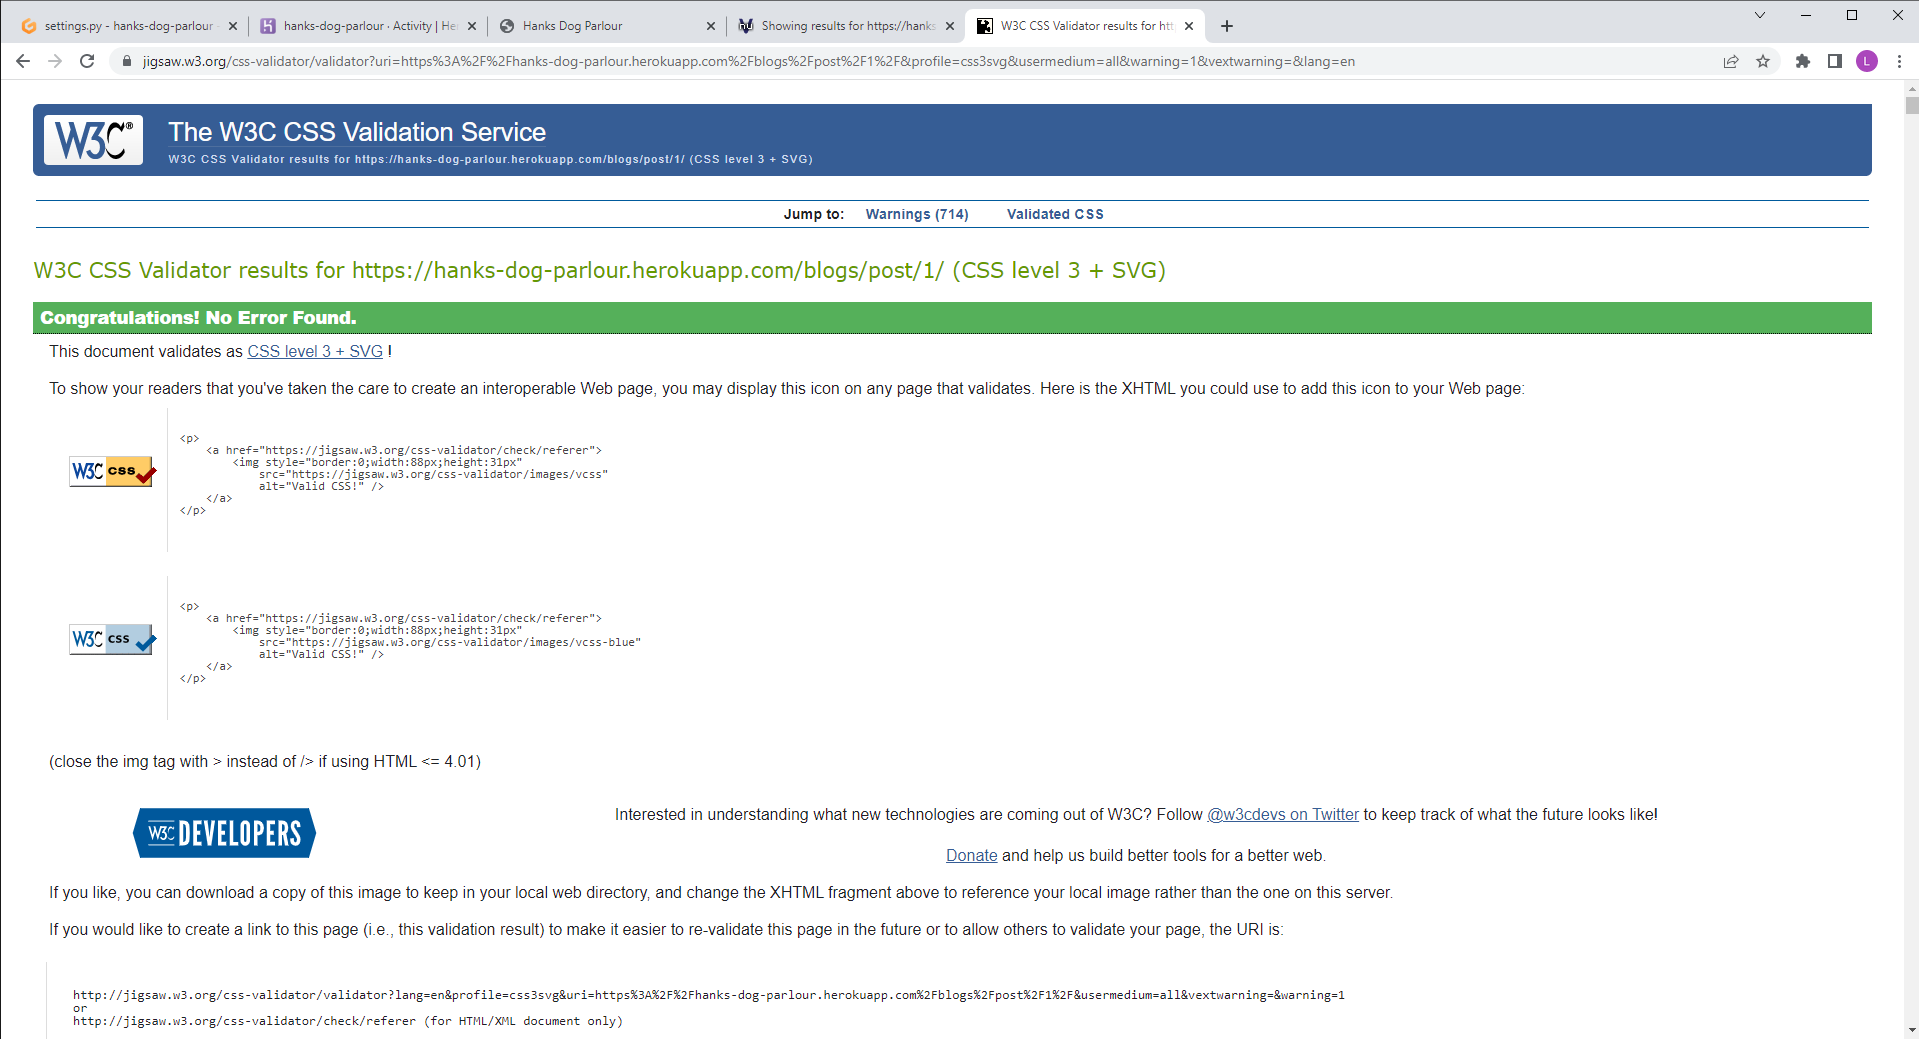 settings.py - hanks-dog-parlour
hanks-dog-parlour · Activity | He
Hanks Dog Parlour
Showing results for https://hanks
W3C CSS Validator results for htt
jigsaw.w3.org/css-validator/validator?uri=https%3A%2F%2Fhanks-dog-parlour.herokuapp.com%2Fblogs%2Fpost%2F1%2F&profile=css3svg&usermedium=all&warning=1&vextwarning=&lang=en
L
W3C®
The W3C CSS Validation Service
W3C CSS Validator results for https://hanks-dog-parlour.herokuapp.com/blogs/post/1/ (CSS level 3 + SVG)
Jump to: Warnings (714) Validated CSS
W3C CSS Validator results for https://hanks-dog-parlour.herokuapp.com/blogs/post/1/ (CSS level 3 + SVG)
Congratulations! No Error Found.
This document validates as CSS level 3 + SVG !
To show your readers that you've taken the care to create an interoperable Web page, you may display this icon on any page that validates. Here is the XHTML you could use to add this icon to your Web page:
W3C css
<p>
<a href="https://jigsaw.w3.org/css-validator/check/referer">
<img style="border:0;width:88px;height:31px"
src="https://jigsaw.w3.org/css-validator/images/vcss"
alt="Valid CSS!" />
</a>
</p>
W3C css
<p>
<a href="https://jigsaw.w3.org/css-validator/check/referer">
<img style="border:0;width:88px;height:31px"
src="https://jigsaw.w3.org/css-validator/images/vcss-blue"
alt="Valid CSS!" />
</a>
</p>
(close the img tag with > instead of /> if using HTML <= 4.01)
W3C DEVELOPERS
Interested in understanding what new technologies are coming out of W3C? Follow @w3cdevs on Twitter to keep track of what the future looks like!
Donate and help us build better tools for a better web.
If you like, you can download a copy of this image to keep in your local web directory, and change the XHTML fragment above to reference your local image rather than the one on this server.
If you would like to create a link to this page (i.e., this validation result) to make it easier to re-validate this page in the future or to allow others to validate your page, the URI is:
http://jigsaw.w3.org/css-validator/validator?lang=en&profile=css3svg&uri=https%3A%2F%2Fhanks-dog-parlour.herokuapp.com%2Fblogs%2Fpost%2F1%2F&usermedium=all&vextwarning=&warning=1
or
http://jigsaw.w3.org/css-validator/check/referer (for HTML/XML document only)